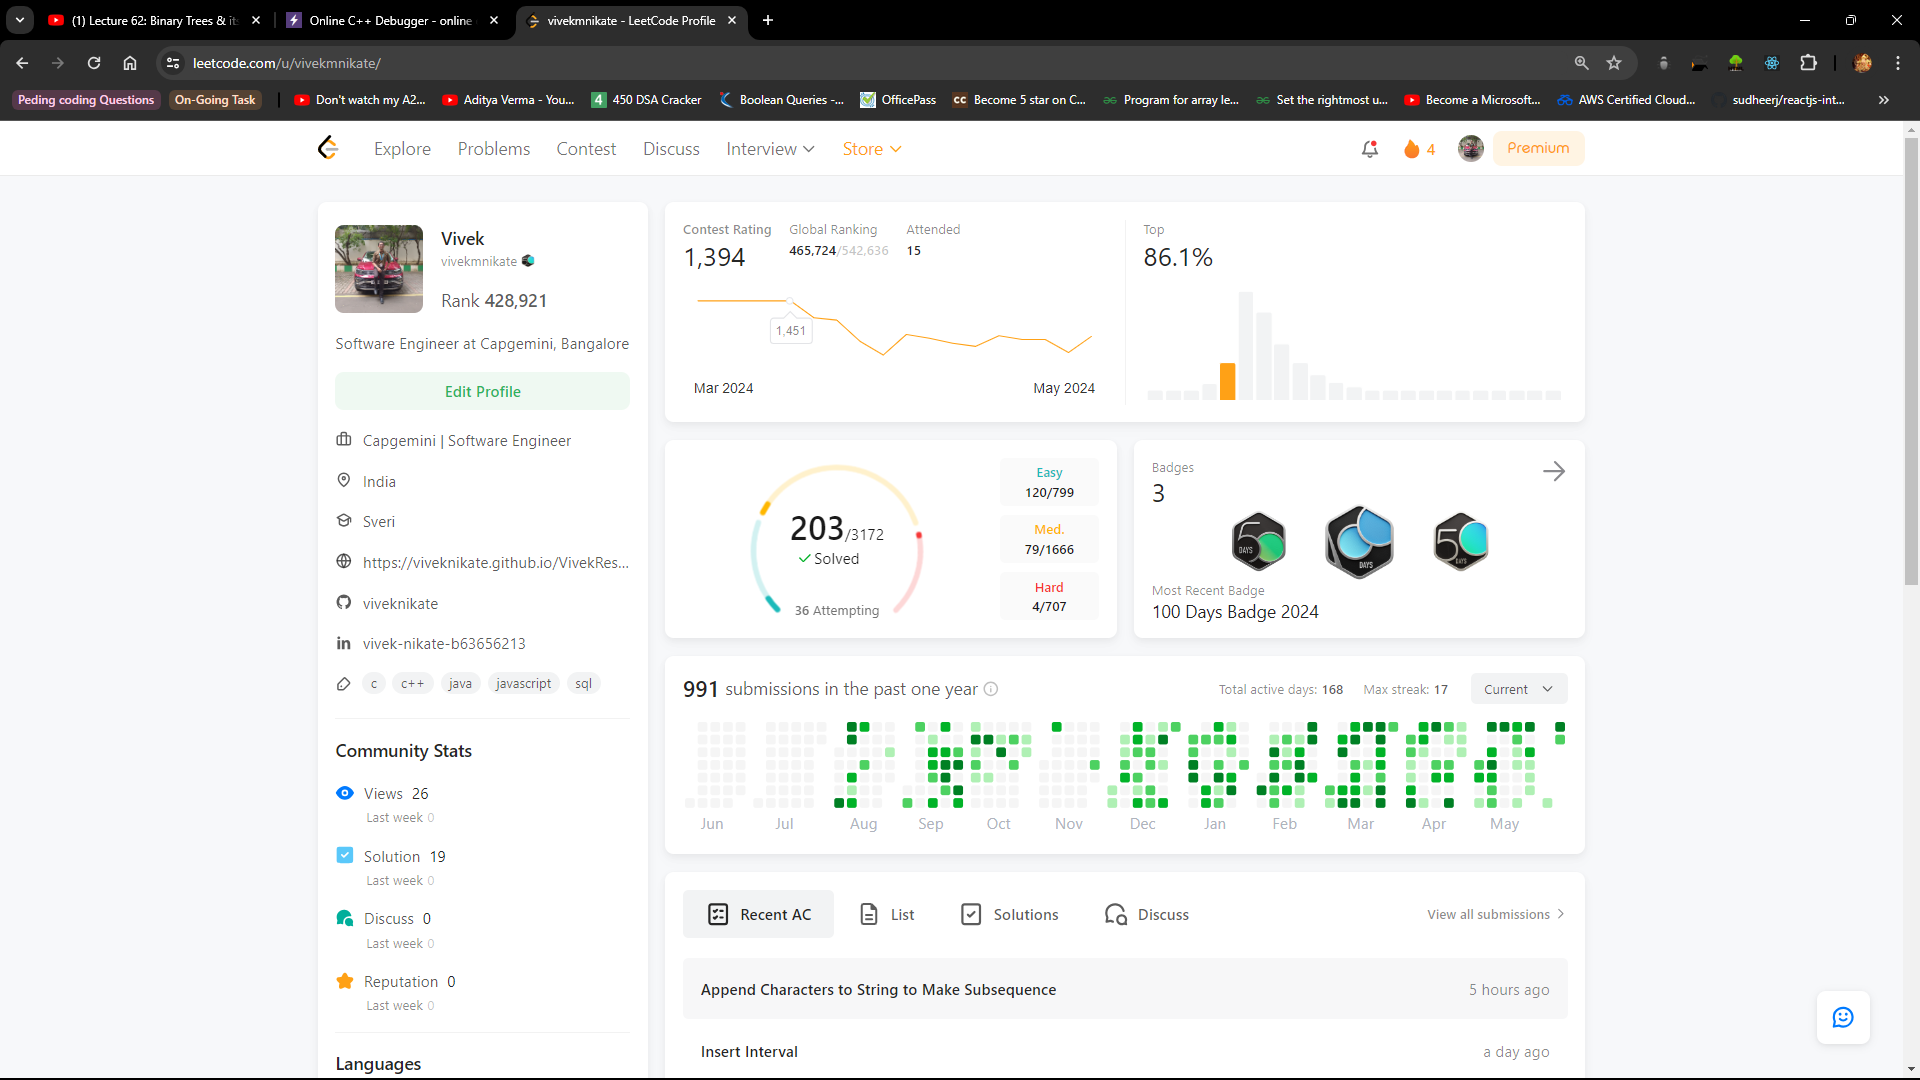 (1) Lecture 62: Binary Trees & its
Online C++ Debugger - online
vivekmnikate - LeetCode Profile
leetcode.com/u/vivekmnikate/
Peding coding Questions
On-Going Task
Don't watch my A2...
Aditya Verma - You...
450 DSA Cracker
Boolean Queries -...
OfficePass
Become 5 star on C...
Program for array le...
Set the rightmost u...
Become a Microsoft...
AWS Certified Cloud...
sudheerj/reactjs-int...
Explore
Problems
Contest
Discuss
Interview
Store
4
Premium
Vivek
vivekmnikate
Rank 428,921
Software Engineer at Capgemini, Bangalore
Edit Profile
Capgemini | Software Engineer
India
Sveri
https://viveknikate.github.io/VivekRes...
viveknikate
vivek-nikate-b63656213
c
c++
java
javascript
sql
Community Stats
Views 26
Last week 0
Solution 19
Last week 0
Discuss 0
Last week 0
Reputation 0
Last week 0
Languages
Contest Rating
1,394
Global Ranking
465,724/542,636
Attended
15
1,451
Mar 2024
May 2024
Top
86.1%
203/3172
Solved
36 Attempting
Easy
120/799
Med.
79/1666
Hard
4/707
Badges
3
50
DAYS
DAYS
50
DAYS
Most Recent Badge
100 Days Badge 2024
991 submissions in the past one year
Total active days: 168
Max streak: 17
Current
Jun
Jul
Aug
Sep
Oct
Nov
Dec
Jan
Feb
Mar
Apr
May
Recent AC
List
Solutions
Discuss
View all submissions
Append Characters to String to Make Subsequence
5 hours ago
Insert Interval
a day ago